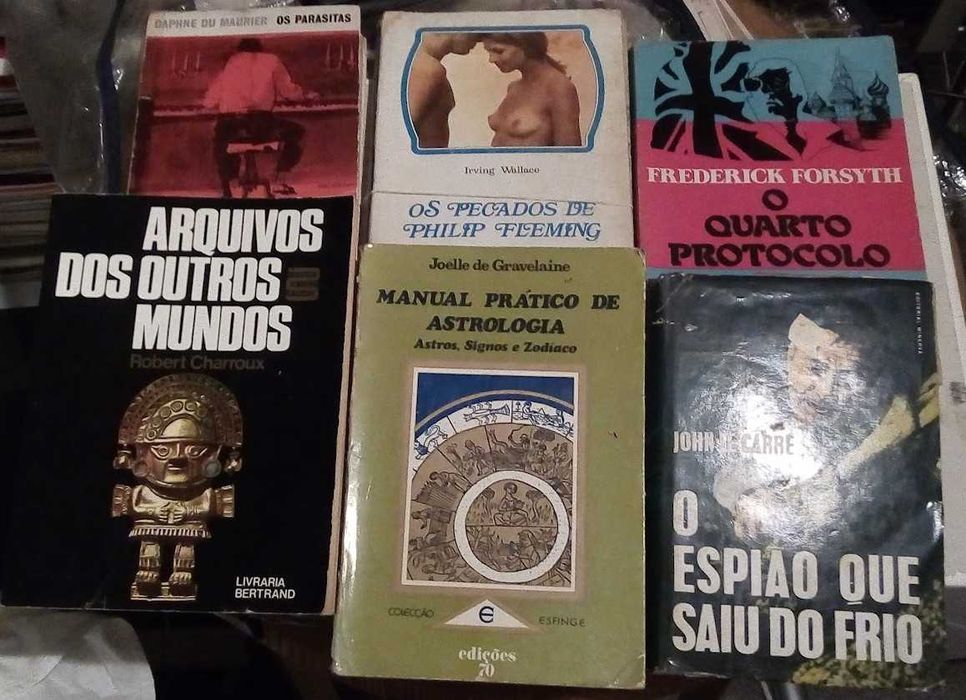 DAPHNE DU MAURIER OS PARASITAS
Irving Wallace
OS PECADOS DE
PHILIP FLEMING
FREDERICK FORSYTH
O
QUARTO
PROTOCOLO
ARQUIVOS
DOS OUTROS
MUNDOS
Robert Charroux
LIVRARIA
BERTRAND
Joelle de Gravelaine
MANUAL PRÁTICO DE
ASTROLOGIA
Astros, Signos e Zodíaco
COLECÇÃO
ESFINGE
edições
70
EDITORIAL MINERVA
JOHN CARRÉ
O
ESPIÃO QUE
SAIU DO FRIO